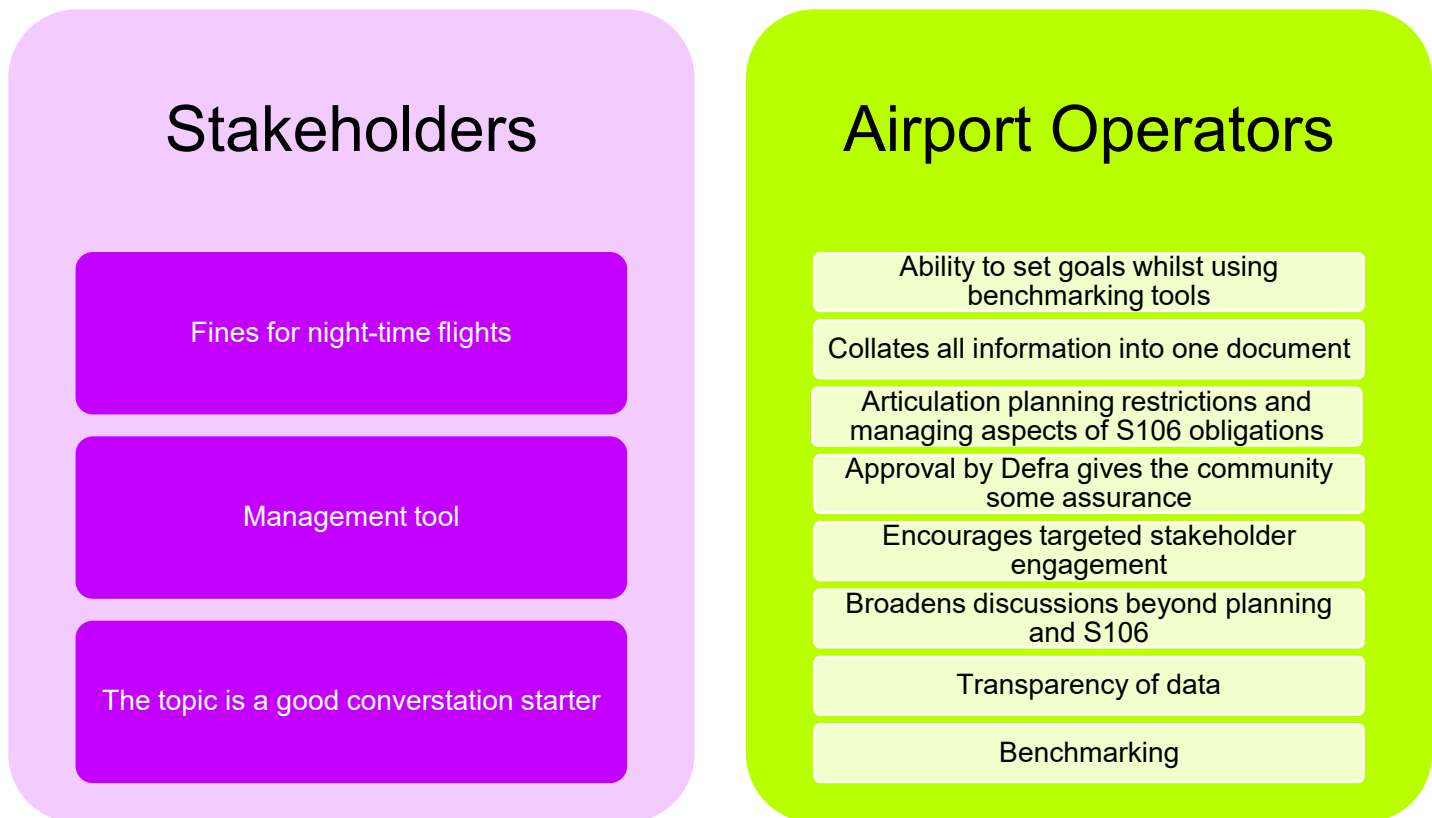 Stakeholders
Fines for night-time flights
Management tool
The topic is a good converstation starter
Airport Operators
Ability to set goals whilst using
benchmarking tools
Collates all information into one document
Articulation planning restrictions and
managing aspects of S106 obligations
Approval by Defra gives the community
some assurance
Encourages targeted stakeholder
engagement
Broadens discussions beyond planning
and S106
Transparency of data
Benchmarking